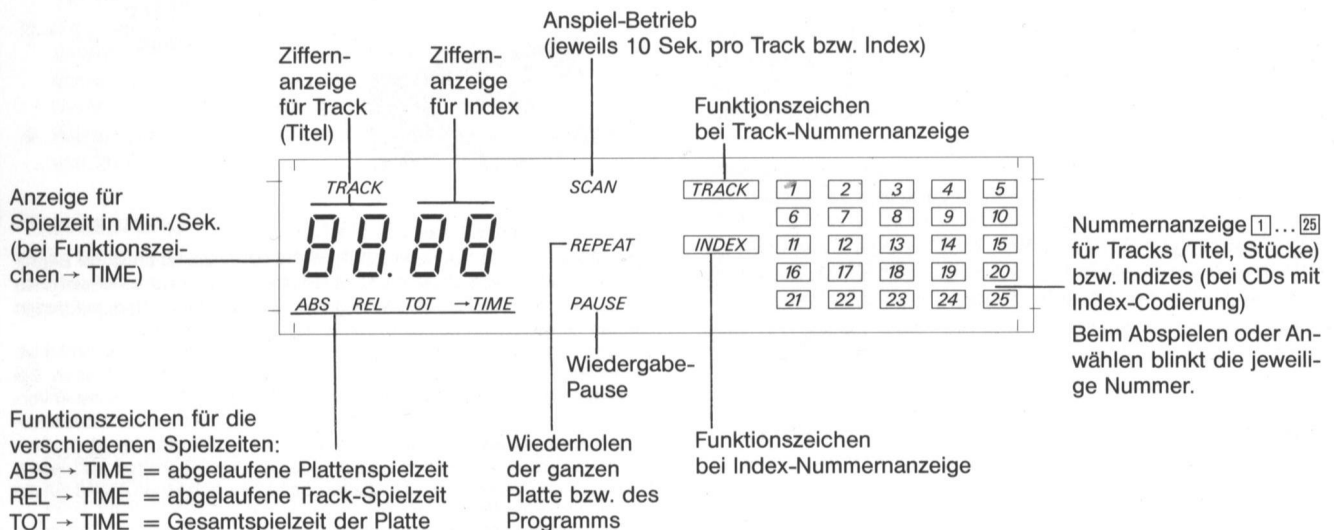 Anspiel-Betrieb
(jeweils 10 Sek. pro Track bzw. Index)
Ziffern-
anzeige
für Track
(Titel)
Ziffern-
anzeige
für Index
Funktionszeichen
bei Track-Nummernanzeige
Anzeige für
Spielzeit in Min./Sek.
(bei Funktionszei-
chen → TIME)
TRACK
88.88
ABS REL TOT →TIME
SCAN
REPEAT
PAUSE
TRACK 1 2 3 4 5
6 7 8 9 10
INDEX 11 12 13 14 15
16 17 18 19 20
21 22 23 24 25
Nummernanzeige 1...25
für Tracks (Titel, Stücke)
bzw. Indizes (bei CDs mit
Index-Codierung)
Beim Abspielen oder An-
wählen blinkt die jeweili-
ge Nummer.
Wiedergabe-
Pause
Funktionszeichen für die
verschiedenen Spielzeiten:
ABS → TIME = abgelaufene Plattenspielzeit
REL → TIME = abgelaufene Track-Spielzeit
TOT → TIME = Gesamtspielzeit der Platte
Wiederholen
der ganzen
Platte bzw. des
Programms
Funktionszeichen
bei Index-Nummernanzeige